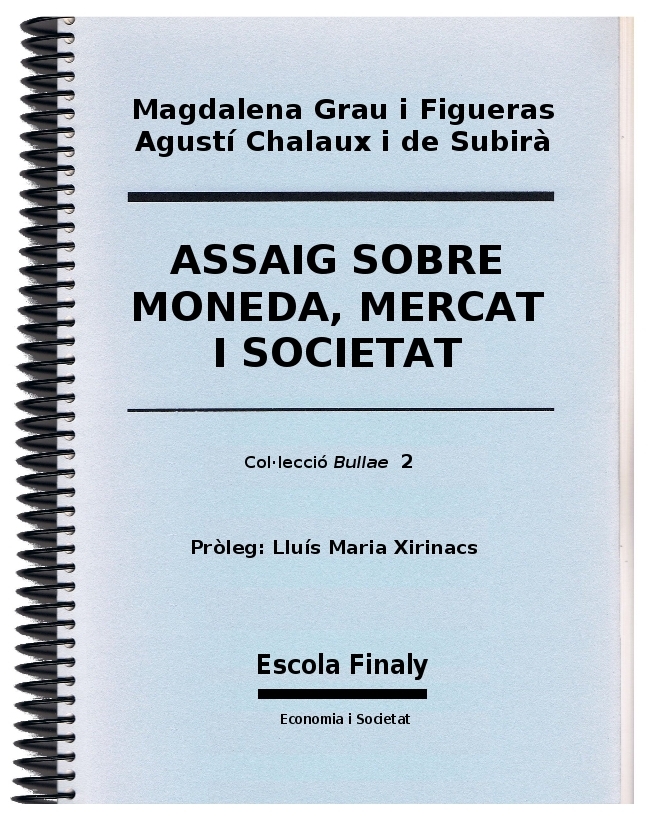 Magdalena Grau i Figueras
Agustí Chalaux i de Subirà
ASSAIG SOBRE
MONEDA, MERCAT
I SOCIETAT
Col·lecció Bullae 2
Pròleg: Lluís Maria Xirinacs
Escola Finaly
Economia i Societat